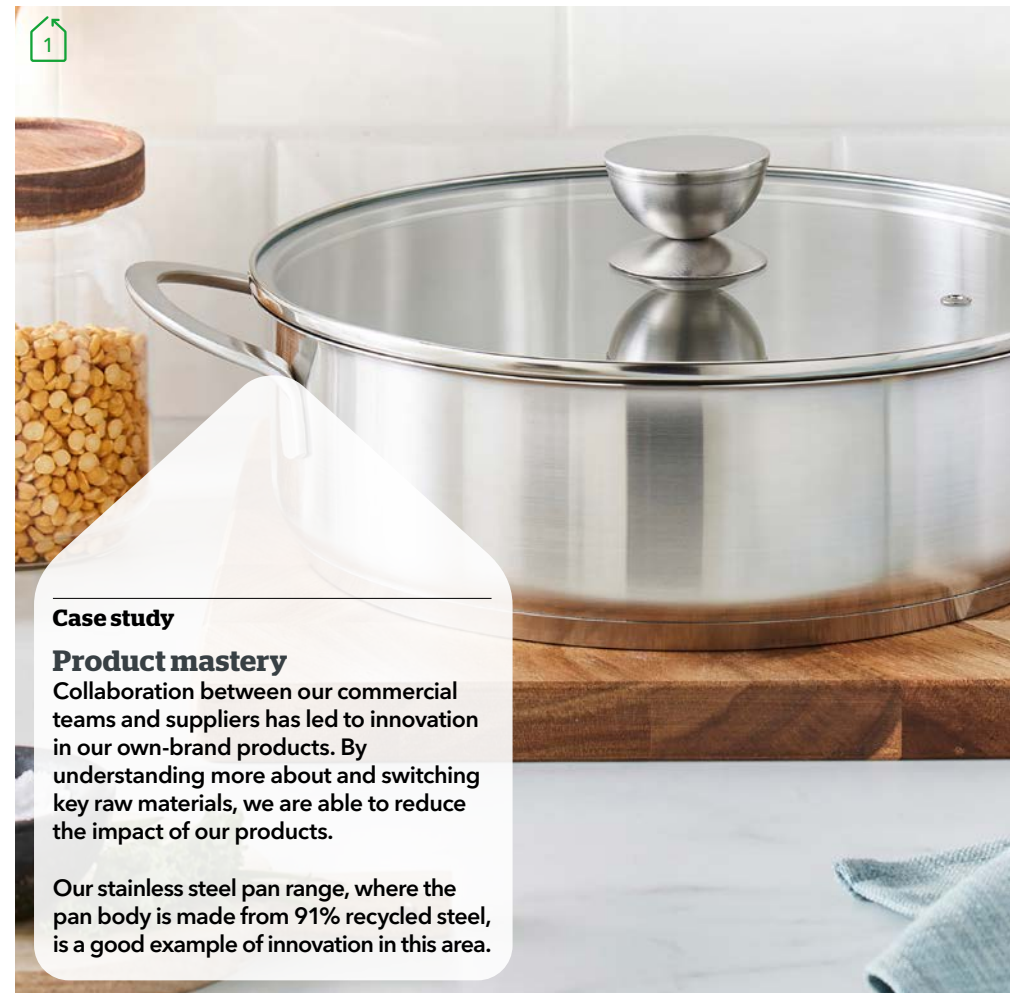 1
Case study
Product mastery
Collaboration between our commercial
teams and suppliers has led to innovation
in our own-brand products. By
understanding more about and switching
key raw materials, we are able to reduce
the impact of our products.
Our stainless steel pan range, where the
pan body is made from 91% recycled steel,
is a good example of innovation in this area.